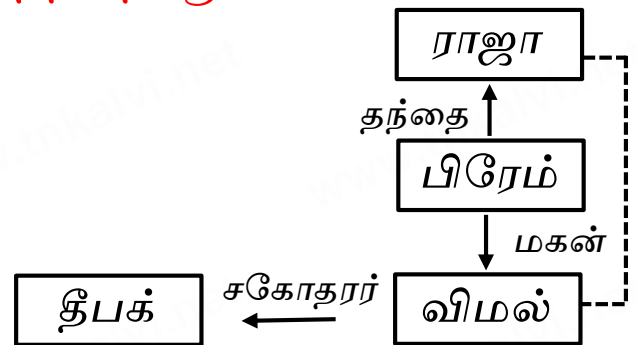 ராஜா
தந்தை
பிரேம்
மகன்
சகோதரர்
தீபக்
விமல்